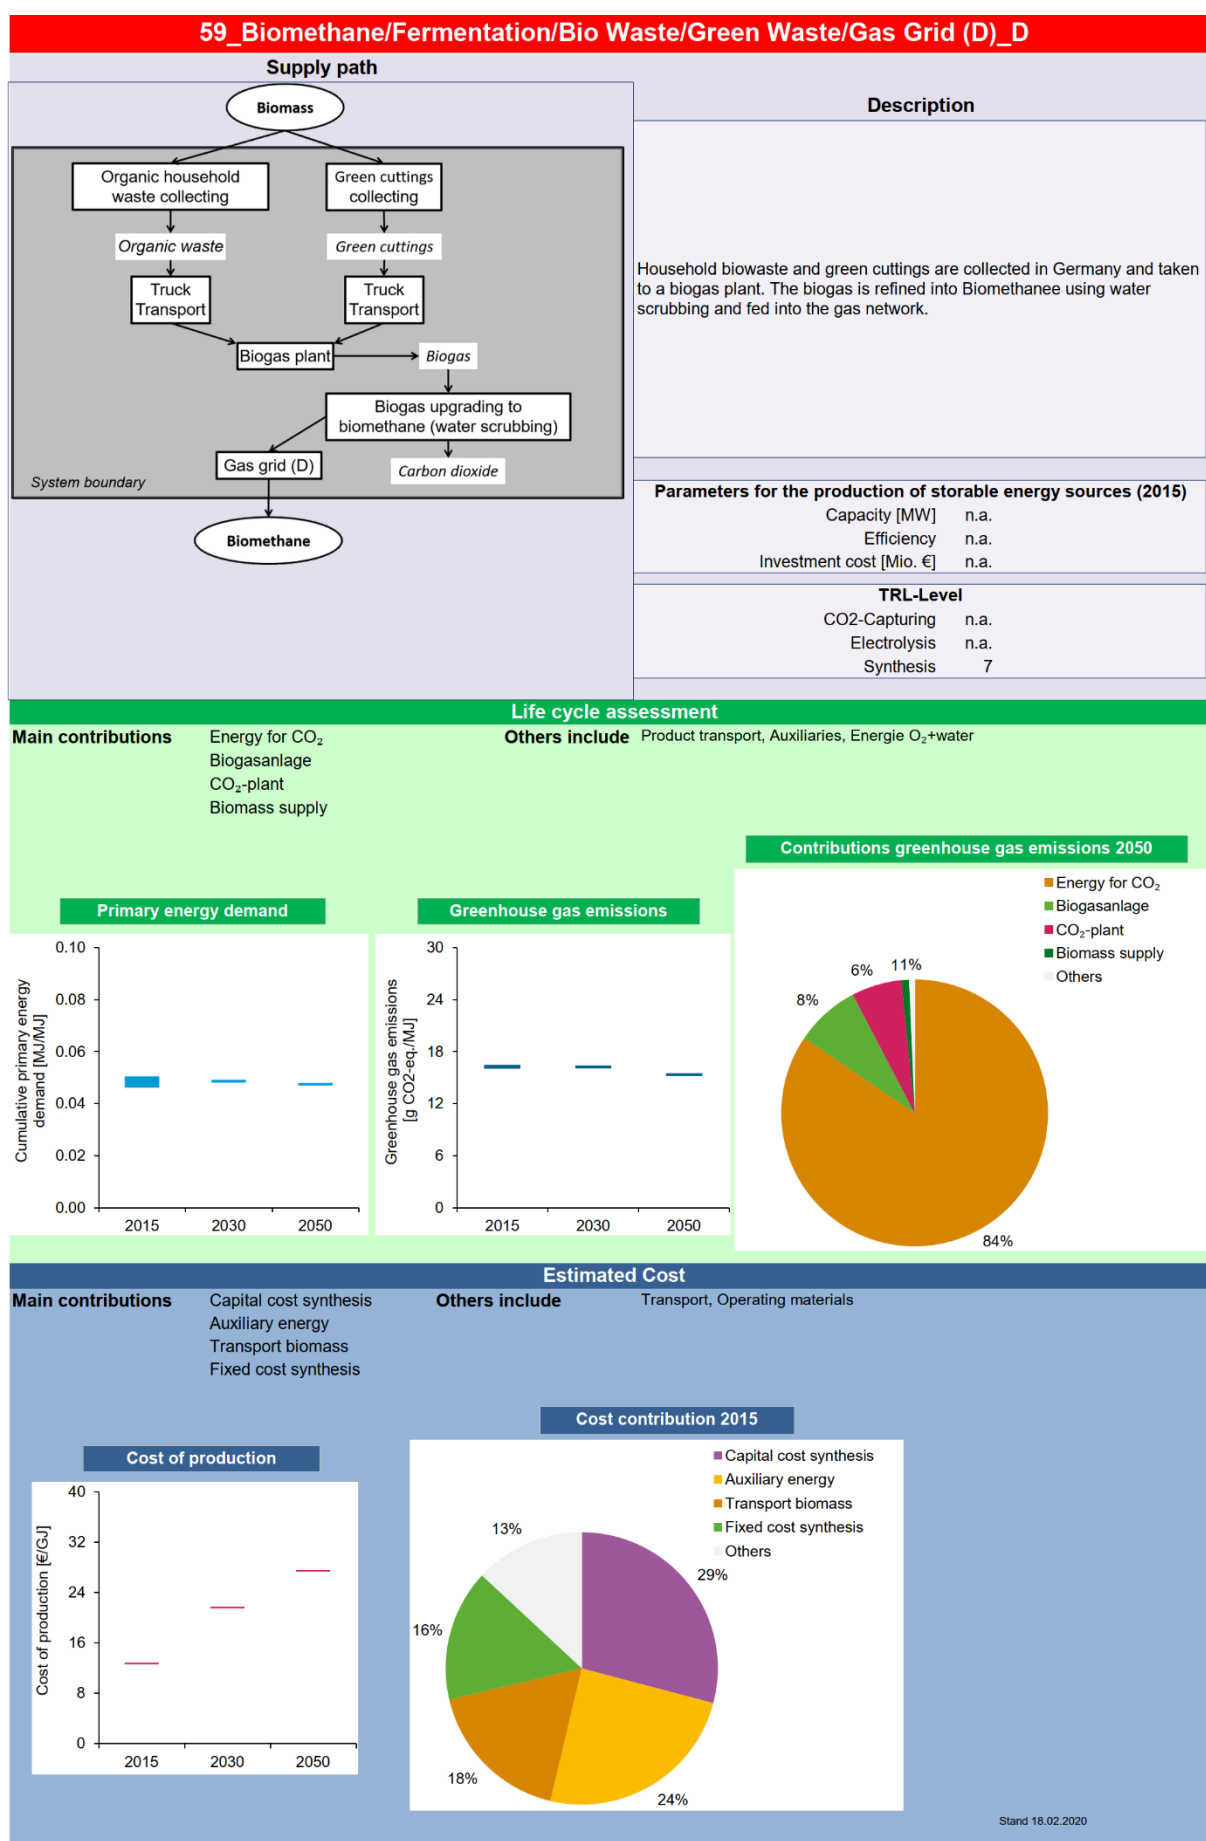 59_Biomethane/Fermentation/Bio Waste/Green Waste/Gas Grid (D)_D
Supply path
Biomass
Organic household
waste collecting
Green cuttings
collecting
Organic waste
Green cuttings
Truck
Transport
Truck
Transport
Biogas plant
Biogas
Biogas upgrading to
biomethane (water scrubbing)
Gas grid (D)
Carbon dioxide
System boundary
Biomethane
Description
Household biowaste and green cuttings are collected in Germany and taken
to a biogas plant. The biogas is refined into Biomethanee using water
scrubbing and fed into the gas network.
Parameters for the production of storable energy sources (2015)
Capacity [MW] n.a.
Efficiency n.a.
Investment cost [Mio. €] n.a.
TRL-Level
CO2-Capturing n.a.
Electrolysis n.a.
Synthesis 7
Life cycle assessment
Main contributions
Energy for CO₂
Biogasanlage
CO₂-plant
Biomass supply
Others include
Product transport, Auxiliaries, Energie O₂+water
Primary energy demand
Cumulative primary energy
demand [MJ/MJ]
0.10
0.08
0.06
0.04
0.02
0.00
2015 2030 2050
Greenhouse gas emissions
Greenhouse gas emissions
[g CO2-eq./MJ]
30
24
18
12
6
0
2015 2030 2050
Contributions greenhouse gas emissions 2050
Energy for CO₂
Biogasanlage
CO₂-plant
Biomass supply
Others
8%
6%
11%
84%
Estimated Cost
Main contributions
Capital cost synthesis
Auxiliary energy
Transport biomass
Fixed cost synthesis
Others include
Transport, Operating materials
Cost of production
Cost of production [€/GJ]
40
32
24
16
8
0
2015 2030 2050
Cost contribution 2015
Capital cost synthesis
Auxiliary energy
Transport biomass
Fixed cost synthesis
Others
13%
29%
16%
18%
24%
Stand 18.02.2020